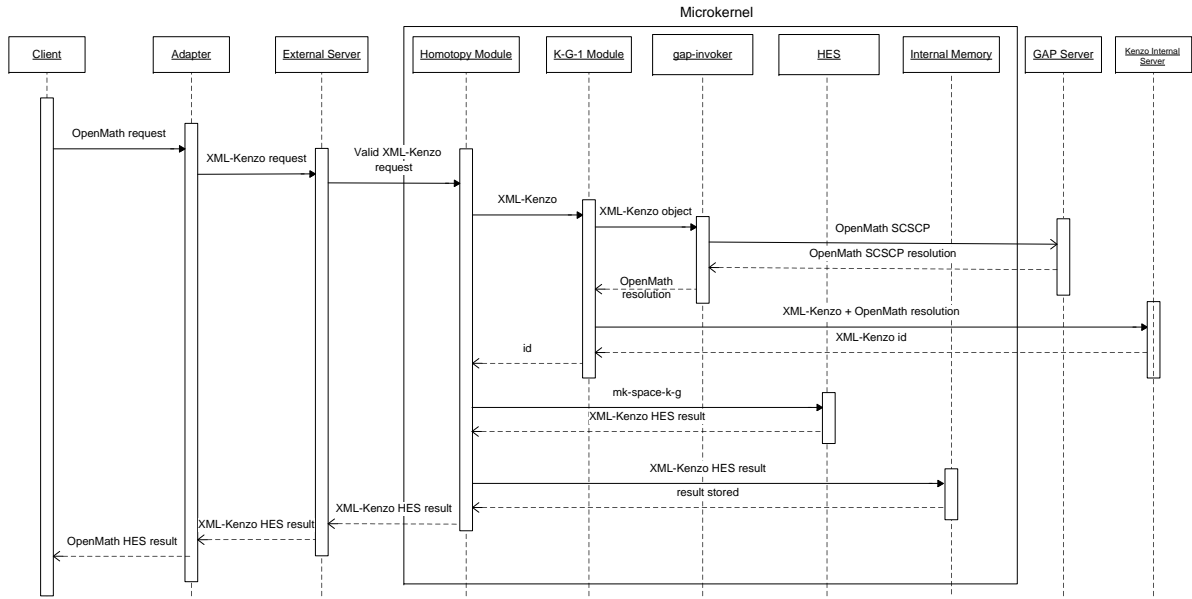 Microkernel
Client
Adapter
External Server
Homotopy Module
K-G-1 Module
gap-invoker
HES
Internal Memory
GAP Server
Kenzo Internal
Server
OpenMath request
XML-Kenzo request
Valid XML-Kenzo
request
XML-Kenzo
XML-Kenzo object
OpenMath SCSCP
OpenMath SCSCP resolution
OpenMath
resolution
XML-Kenzo + OpenMath resolution
XML-Kenzo id
id
mk-space-k-g
XML-Kenzo HES result
XML-Kenzo HES result
result stored
XML-Kenzo HES result
XML-Kenzo HES result
OpenMath HES result